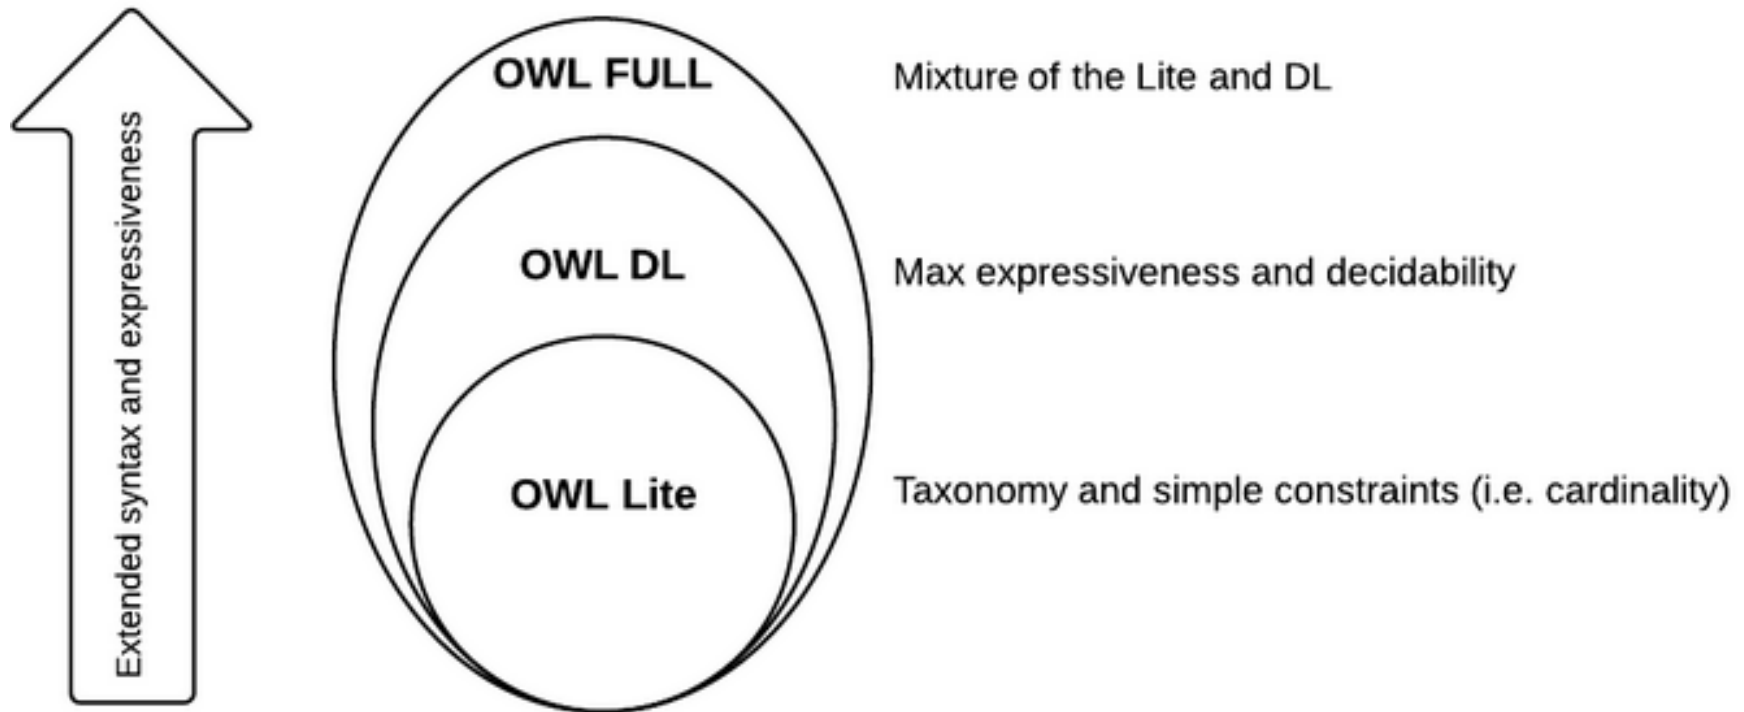 Extended syntax and expressiveness
OWL FULL
Mixture of the Lite and DL
OWL DL
Max expressiveness and decidability
OWL Lite
Taxonomy and simple constraints (i.e. cardinality)